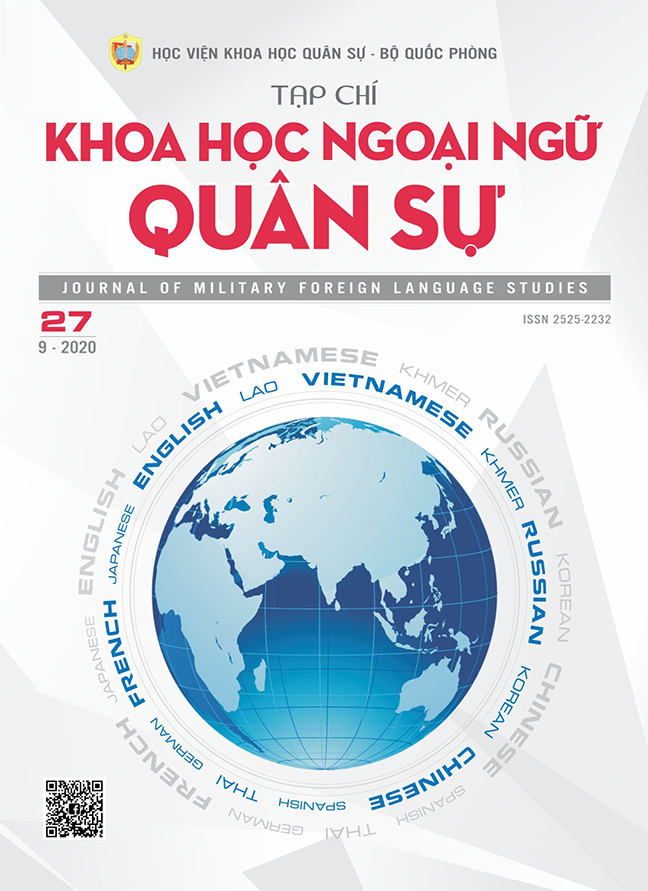 HỌC VIỆN KHOA HỌC QUÂN SỰ - BỘ QUỐC PHÒNG
TẠP CHÍ
KHOA HỌC NGOẠI NGỮ
QUÂN SỰ
JOURNAL OF MILITARY FOREIGN LANGUAGE STUDIES
27
9 - 2020
ISSN 2525-2232
FRENCH JAPANESE ENGLISH LAO VIETNAMESE KHMER RUSSIAN KOREAN CHINESE SPANISH THAI GERMAN
FRENCH JAPANESE ENGLISH LAO VIETNAMESE KHMER RUSSIAN KOREAN CHINESE SPANISH THAI GERMAN